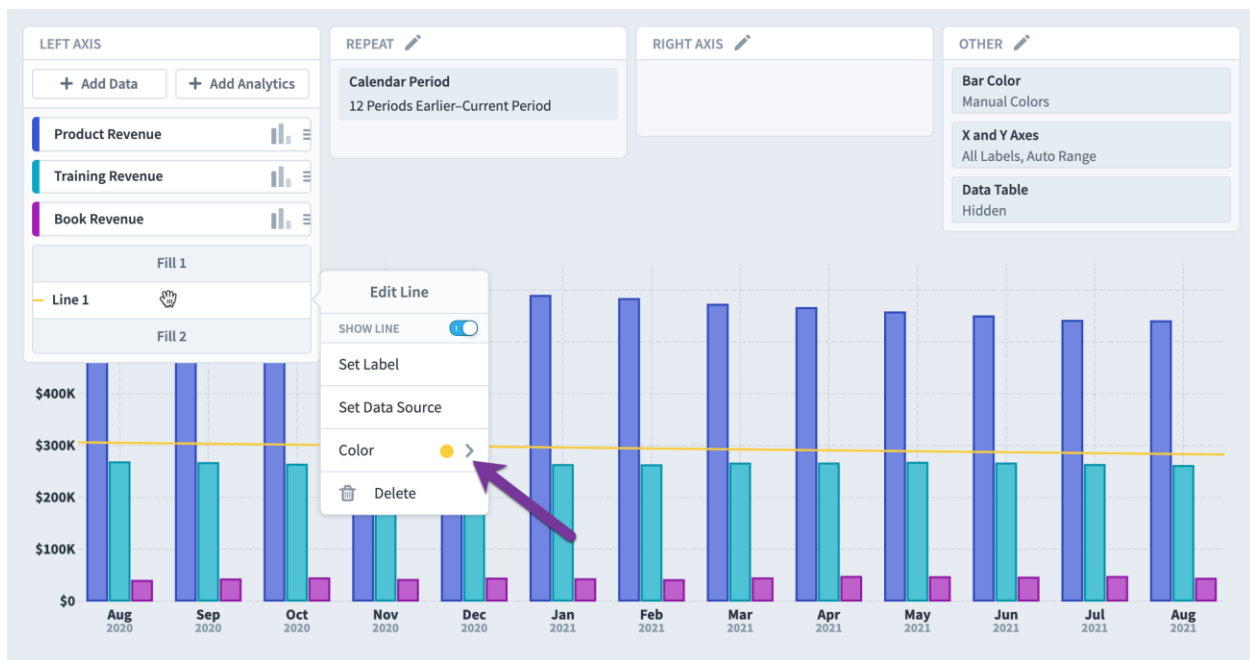 LEFT AXIS
+ Add Data
+ Add Analytics
Product Revenue
Training Revenue
Book Revenue
Fill 1
Line 1
Fill 2
REPEAT
Calendar Period
12 Periods Earlier–Current Period
RIGHT AXIS
OTHER
Bar Color
Manual Colors
X and Y Axes
All Labels, Auto Range
Data Table
Hidden
Edit Line
SHOW LINE
Set Label
Set Data Source
Color
Delete
$400K
$300K
$200K
$100K
$0
Aug Sep Oct Nov Dec Jan Feb Mar Apr May Jun Jul Aug
2020 2020 2020 2020 2020 2021 2021 2021 2021 2021 2021 2021 2021